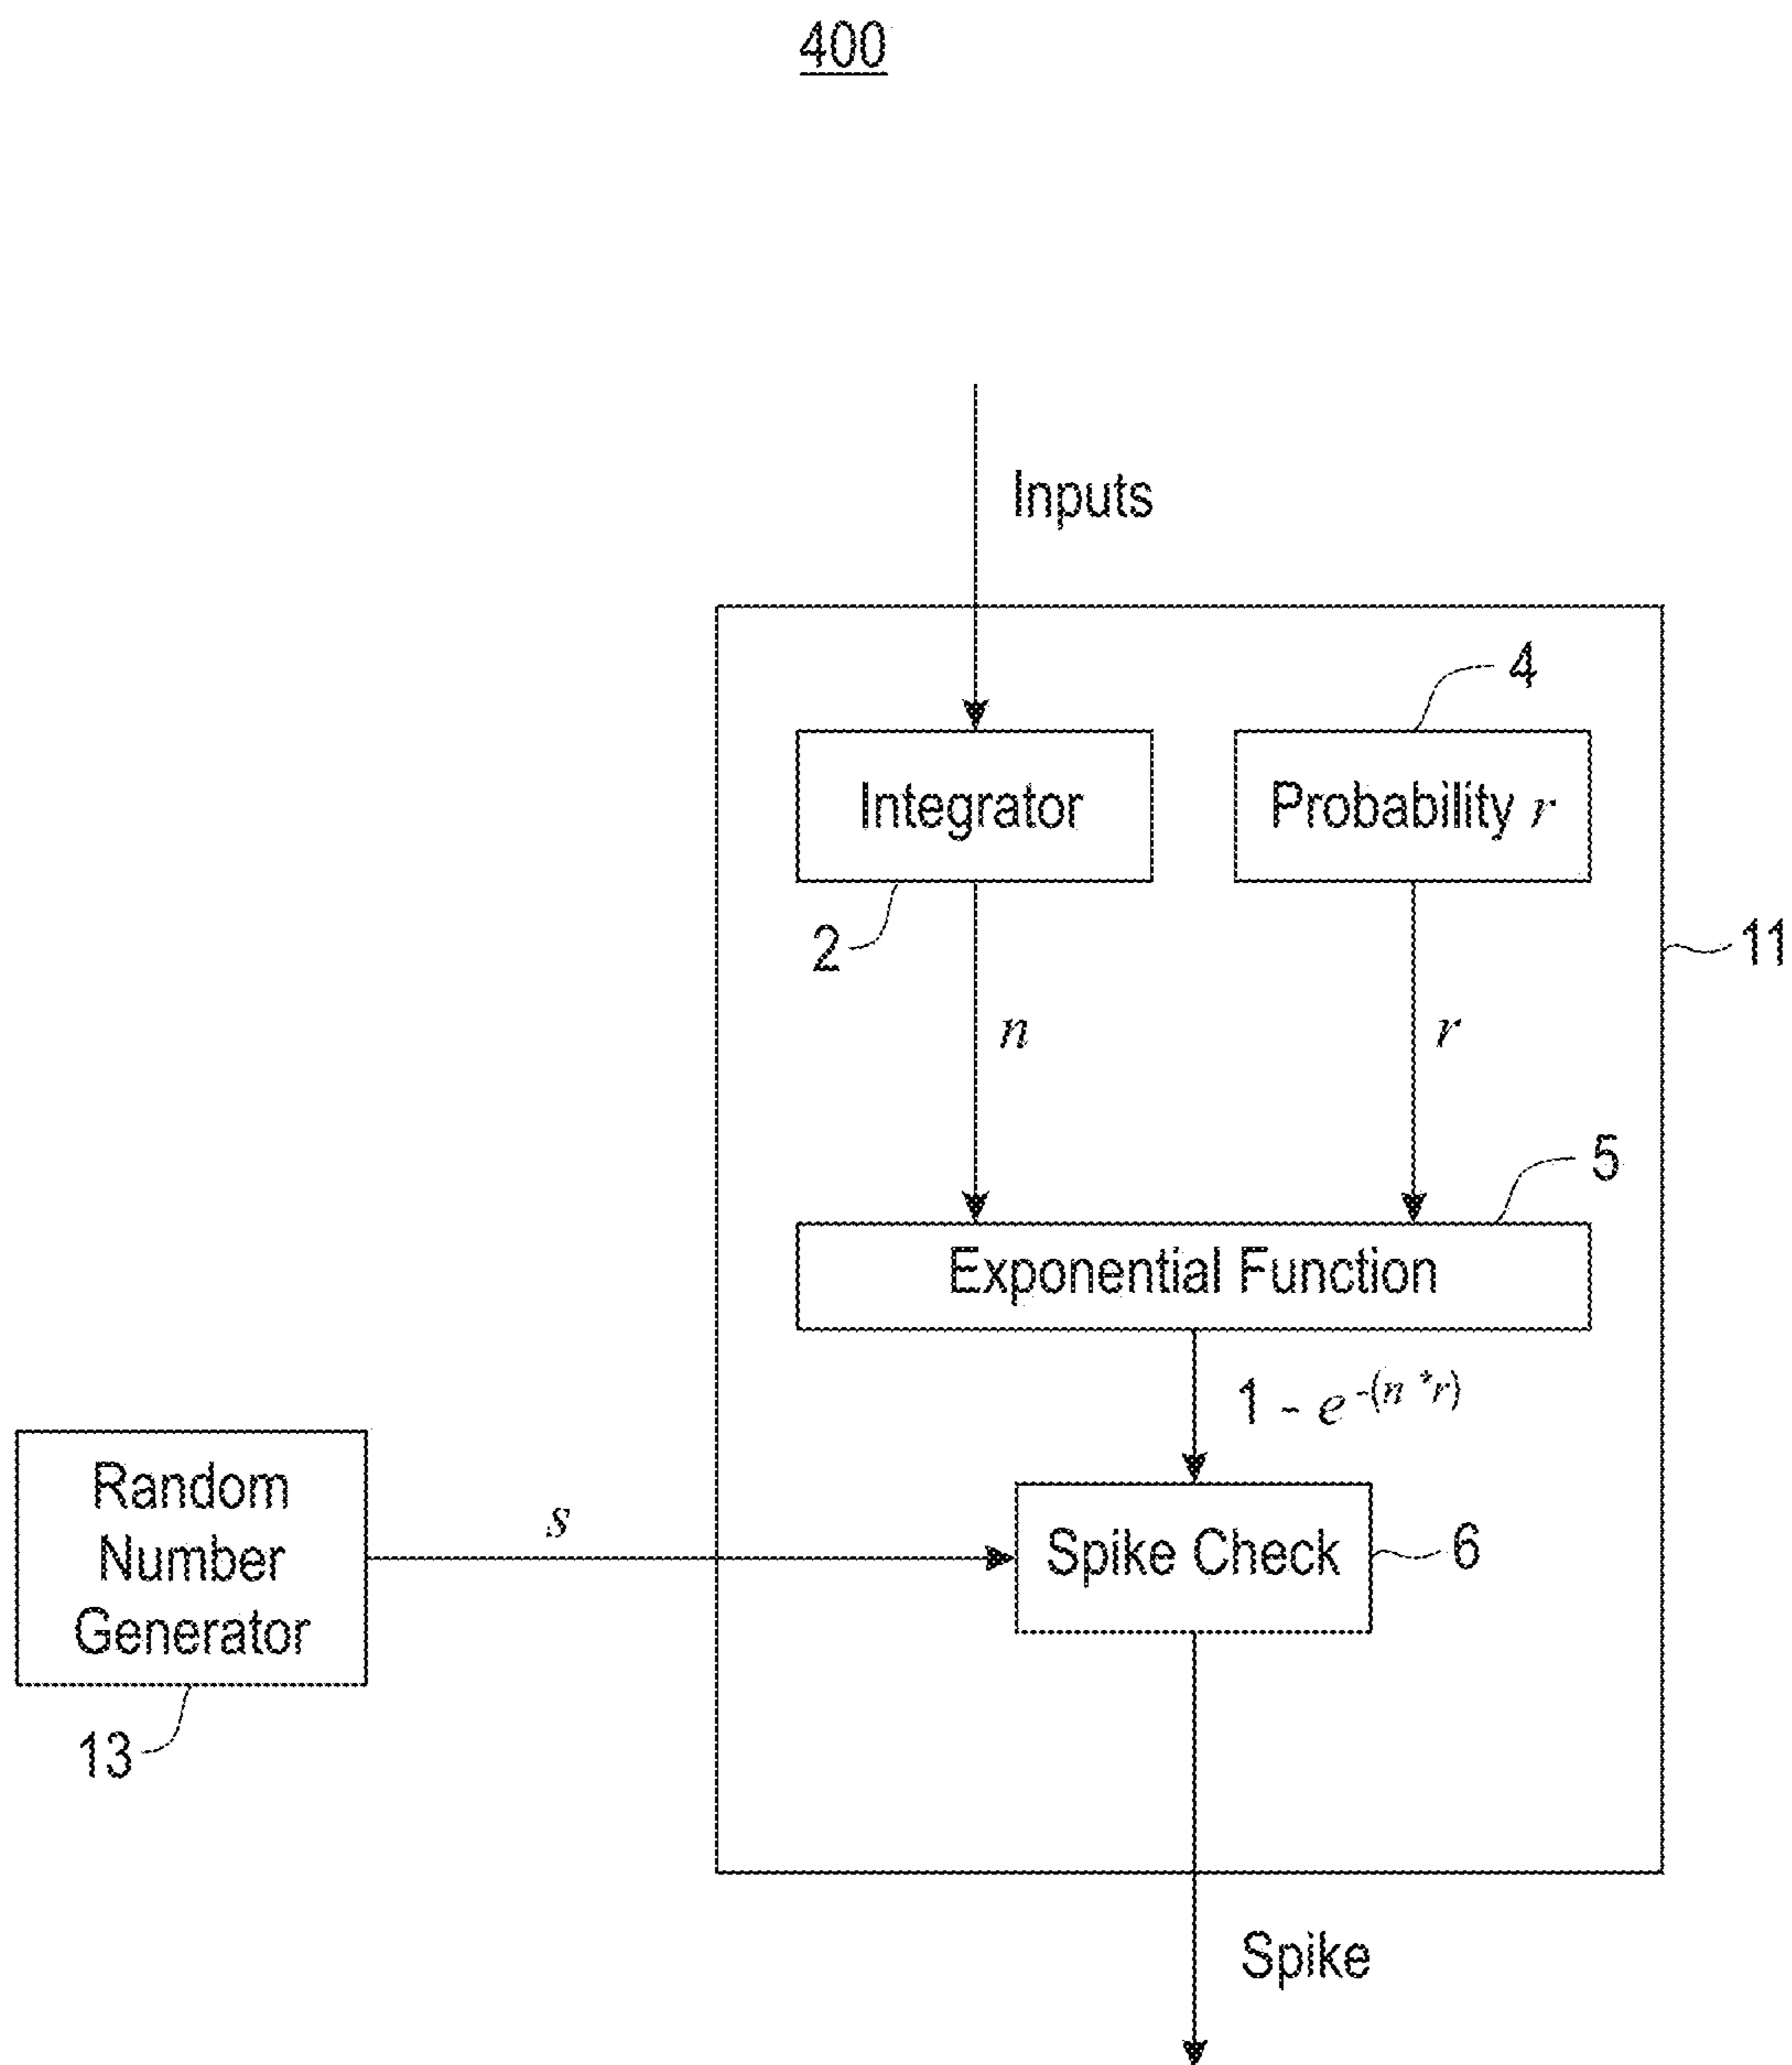 400
Inputs
4
Integrator
Probability r
2
11
n
r
5
Exponential Function
1 - e^-(n *r)
Random
Number
Generator
s
Spike Check
6
13
Spike